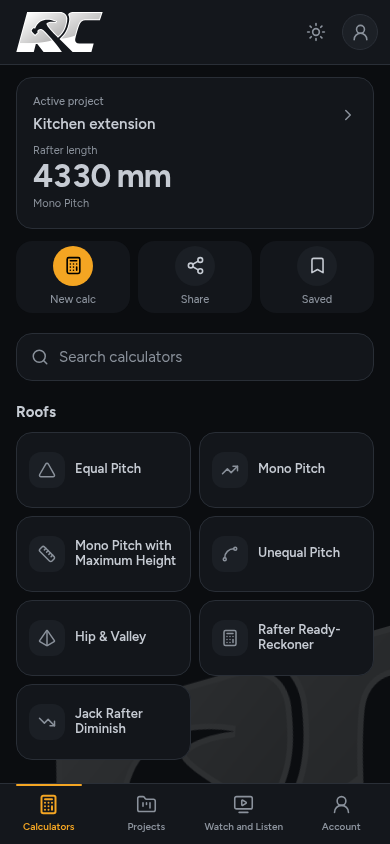 RC
Active project
Kitchen extension
Rafter length
4330 mm
Mono Pitch
New calc
Share
Saved
Search calculators
Roofs
Equal Pitch
Mono Pitch
Mono Pitch with
Maximum Height
Unequal Pitch
Hip & Valley
Rafter Ready-
Reckoner
Jack Rafter
Diminish
Calculators
Projects
Watch and Listen
Account